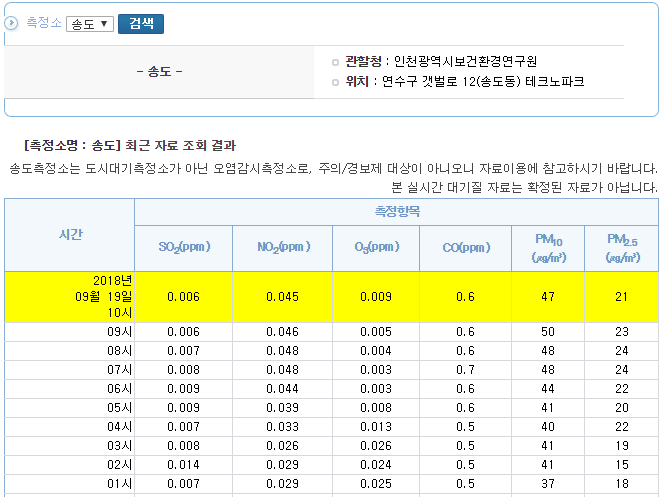 측정소 송도 ▼ 검색
- 송도 -
관할청 : 인천광역시보건환경연구원
위치 : 연수구 갯벌로 12(송도동) 테크노파크
[측정소명 : 송도] 최근 자료 조회 결과
송도측정소는 도시대기측정소가 아닌 오염감시측정소로, 주의/경보제 대상이 아니오니 자료이용에 참고하시기 바랍니다.
본 실시간 대기질 자료는 확정된 자료가 아닙니다.
시간 측정항목
SO2(ppm) NO2(ppm) O3(ppm) CO(ppm) PM10 (㎍/m³) PM2.5 (㎍/m³)
2018년
09월 19일
10시 0.006 0.045 0.009 0.6 47 21
09시 0.006 0.046 0.005 0.6 50 23
08시 0.007 0.048 0.004 0.6 48 24
07시 0.008 0.048 0.003 0.7 48 24
06시 0.009 0.044 0.003 0.6 44 22
05시 0.009 0.039 0.008 0.6 41 20
04시 0.007 0.033 0.013 0.5 40 22
03시 0.008 0.026 0.026 0.5 41 19
02시 0.014 0.029 0.024 0.5 41 15
01시 0.007 0.029 0.025 0.5 37 18